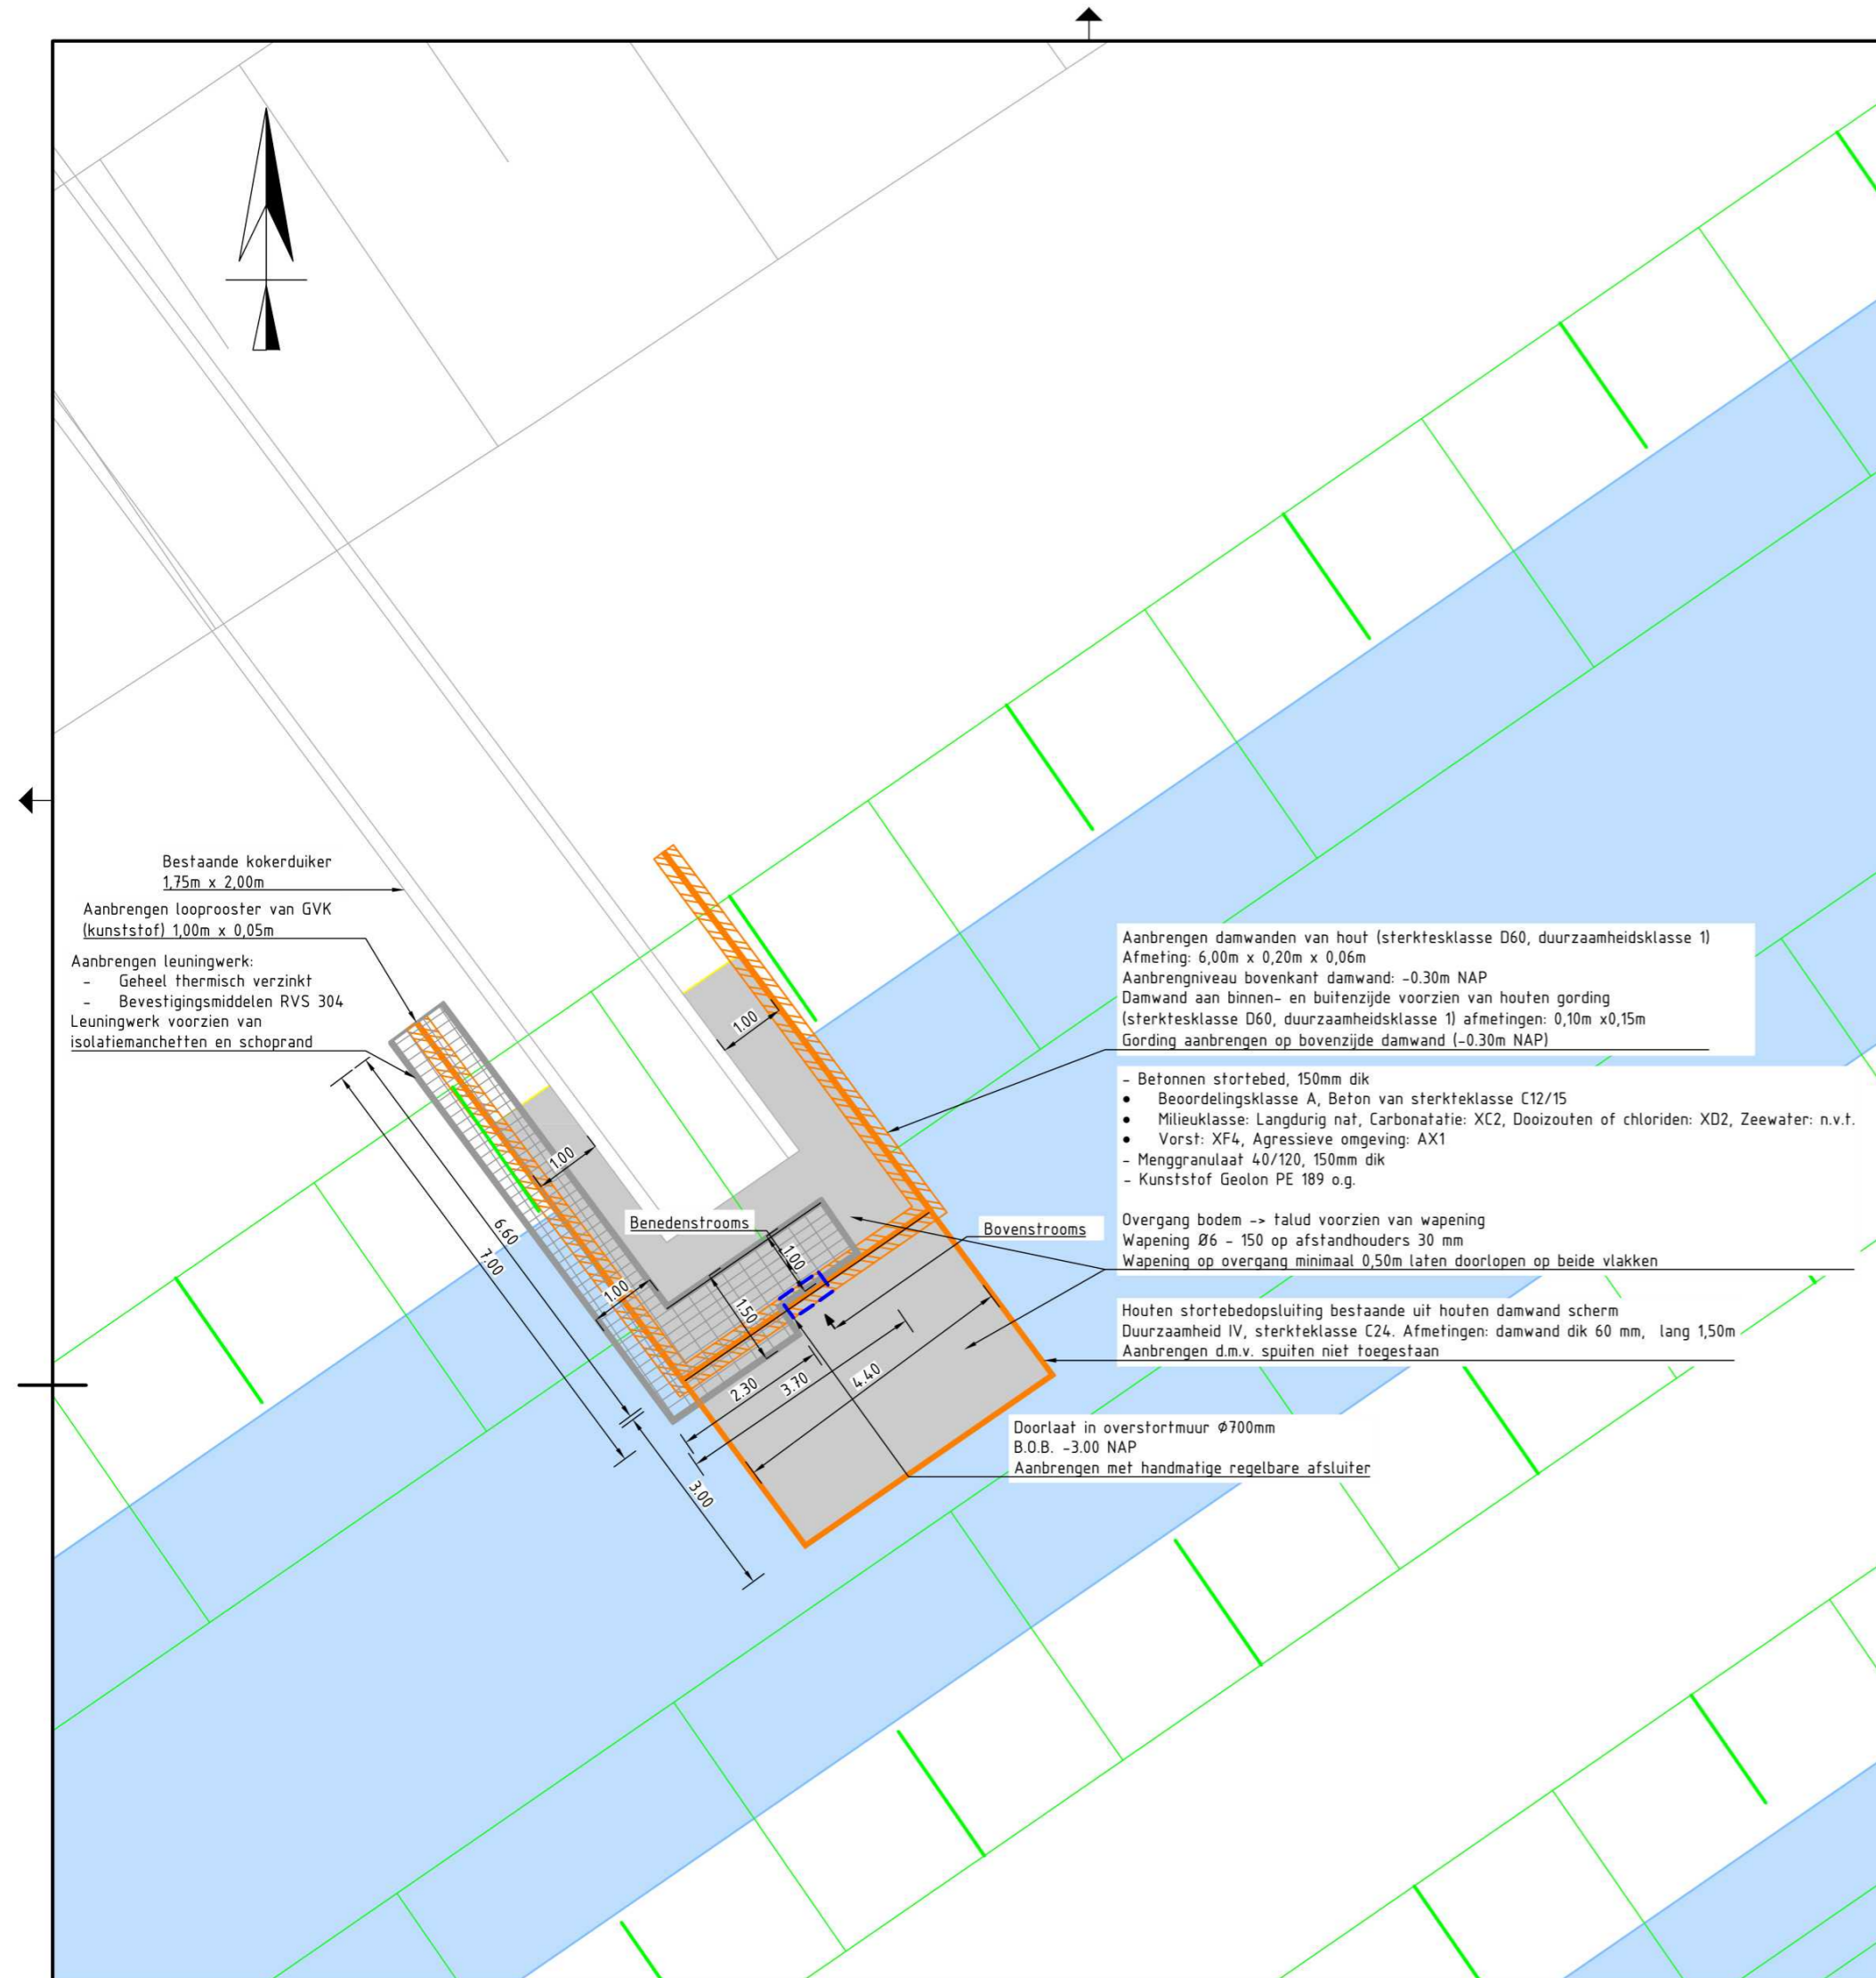 Bestaande kokerduiker
1,75m x 2,00m
Aanbrengen looprooster van GVK
(kunststof) 1,00m x 0,05m
Aanbrengen leuningwerk:
- Geheel thermisch verzinkt
- Bevestigingsmiddelen RVS 304
Leuningwerk voorzien van
isolatiemanchetten en schoprand
Aanbrengen damwanden van hout (sterktesklasse D60, duurzaamheidsklasse 1)
Afmeting: 6,00m x 0,20m x 0,06m
Aanbrengniveau bovenkant damwand: -0.30m NAP
Damwand aan binnen- en buitenzijde voorzien van houten gording
(sterktesklasse D60, duurzaamheidsklasse 1) afmetingen: 0,10m x0,15m
Gording aanbrengen op bovenzijde damwand (-0.30m NAP)
- Betonnen stortebed, 150mm dik
• Beoordelingsklasse A, Beton van sterkteklasse C12/15
• Milieuklasse: Langdurig nat, Carbonatatie: XC2, Dooizouten of chloriden: XD2, Zeewater: n.v.t.
• Vorst: XF4, Agressieve omgeving: AX1
- Menggranulaat 40/120, 150mm dik
- Kunststof Geolon PE 189 o.g.
Overgang bodem -> talud voorzien van wapening
Wapening Ø6 - 150 op afstandhouders 30 mm
Wapening op overgang minimaal 0,50m laten doorlopen op beide vlakken
Houten stortebedopsluiting bestaande uit houten damwand scherm
Duurzaamheid IV, sterkteklasse C24. Afmetingen: damwand dik 60 mm, lang 1,50m
Aanbrengen d.m.v. spuiten niet toegestaan
Benedenstrooms
Bovenstrooms
Doorlaat in overstortmuur Ø700mm
B.O.B. -3.00 NAP
Aanbrengen met handmatige regelbare afsluiter
1.00
1.00
6.60
7.00
1.00
1.00
1.50
2.30
3.70
4.40
3.00